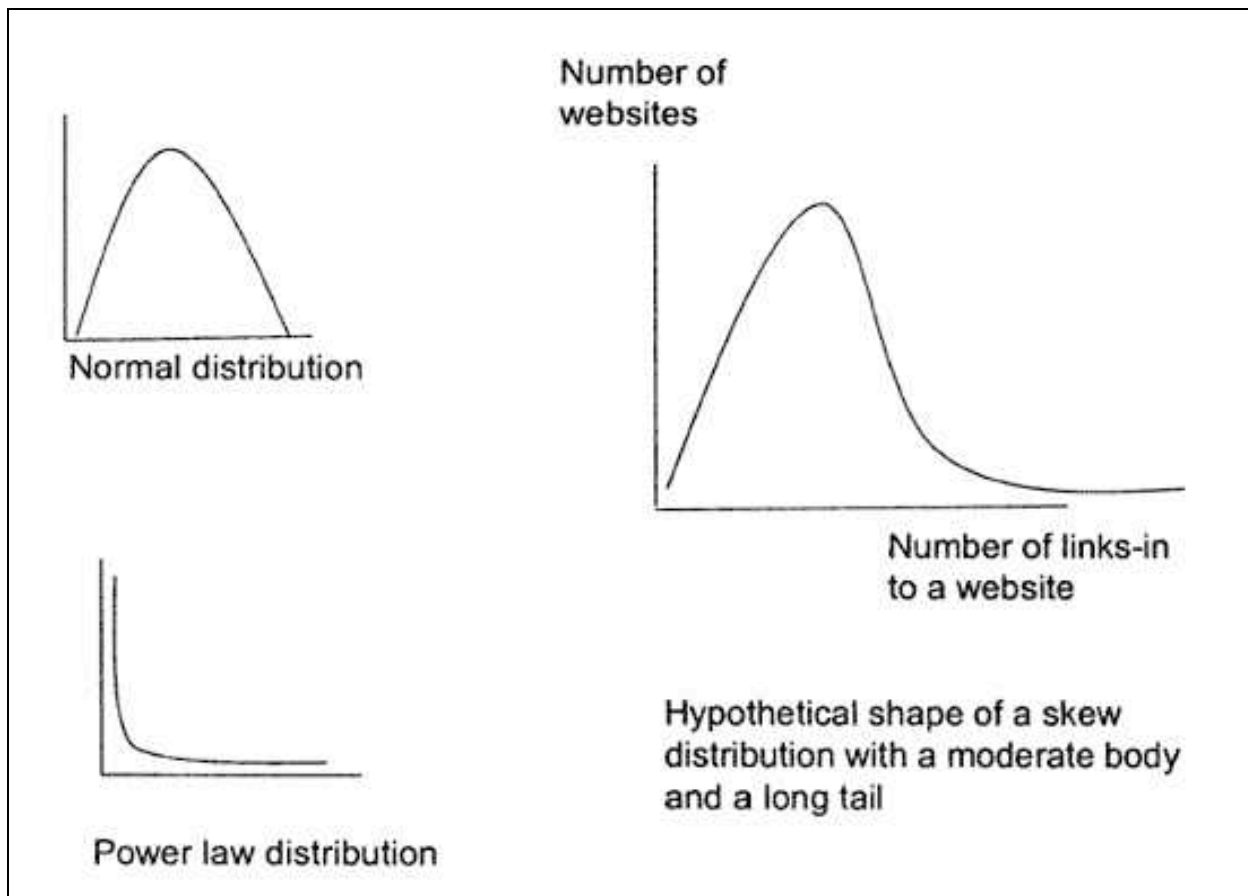 Normal distribution
Power law distribution
Number of
websites
Number of links-in
to a website
Hypothetical shape of a skew
distribution with a moderate body
and a long tail